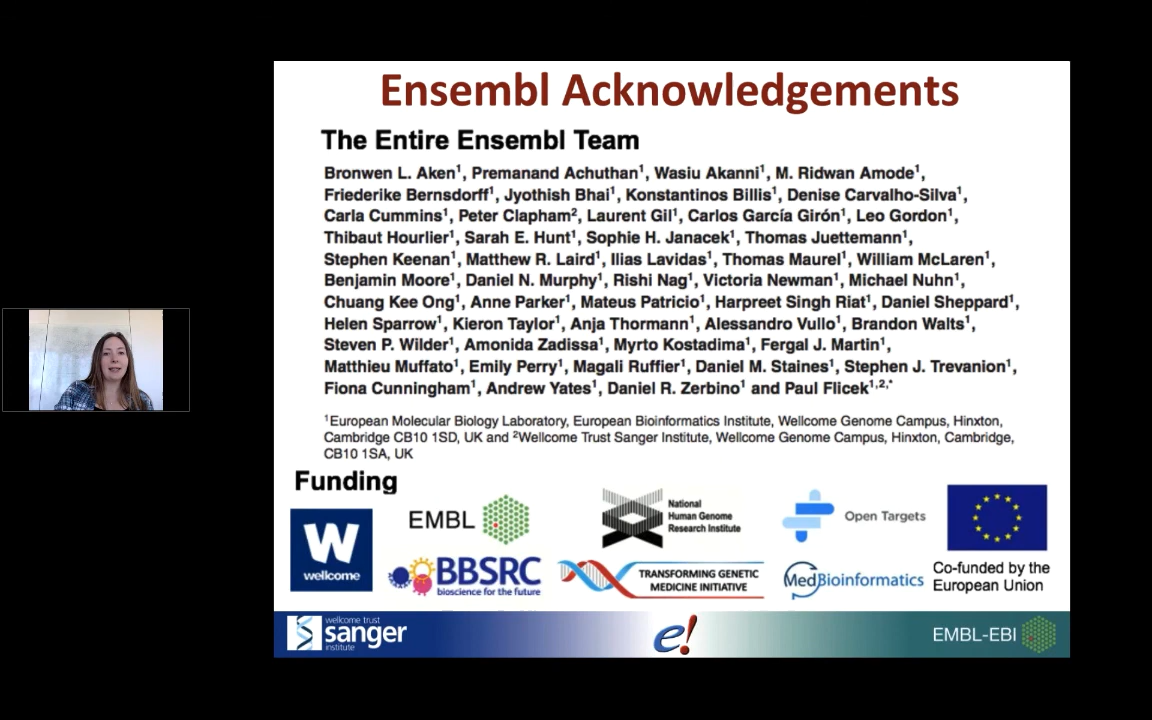 Ensembl Acknowledgements
The Entire Ensembl Team
Bronwen L. Aken¹, Premanand Achuthan¹, Wasiu Akanni¹, M. Ridwan Amode¹,
Friederike Bernsdorff¹, Jyothish Bhai¹, Konstantinos Billis¹, Denise Carvalho-Silva¹,
Carla Cummins¹, Peter Clapham², Laurent Gil¹, Carlos García Girón¹, Leo Gordon¹,
Thibaut Hourlier¹, Sarah E. Hunt¹, Sophie H. Janacek¹, Thomas Juettemann¹,
Stephen Keenan¹, Matthew R. Laird¹, Ilias Lavidas¹, Thomas Maurel¹, William McLaren¹,
Benjamin Moore¹, Daniel N. Murphy¹, Rishi Nag¹, Victoria Newman¹, Michael Nuhn¹,
Chuang Kee Ong¹, Anne Parker¹, Mateus Patricio¹, Harpreet Singh Riat¹, Daniel Sheppard¹,
Helen Sparrow¹, Kieron Taylor¹, Anja Thormann¹, Alessandro Vullo¹, Brandon Walts¹,
Steven P. Wilder¹, Amonida Zadissa¹, Myrto Kostadima¹, Fergal J. Martin¹,
Matthieu Muffato¹, Emily Perry¹, Magali Ruffier¹, Daniel M. Staines¹, Stephen J. Trevanion¹,
Fiona Cunningham¹, Andrew Yates¹, Daniel R. Zerbino¹ and Paul Flicek¹,²,*
¹European Molecular Biology Laboratory, European Bioinformatics Institute, Wellcome Genome Campus, Hinxton,
Cambridge CB10 1SD, UK and ²Wellcome Trust Sanger Institute, Wellcome Genome Campus, Hinxton, Cambridge,
CB10 1SA, UK
Funding
W
wellcome
EMBL
National
Human Genome
Research Institute
Open Targets
BBSRC
bioscience for the future
TRANSFORMING GENETIC
MEDICINE INITIATIVE
MedBioinformatics
Co-funded by the
European Union
wellcome trust
sanger
institute
e!
EMBL-EBI